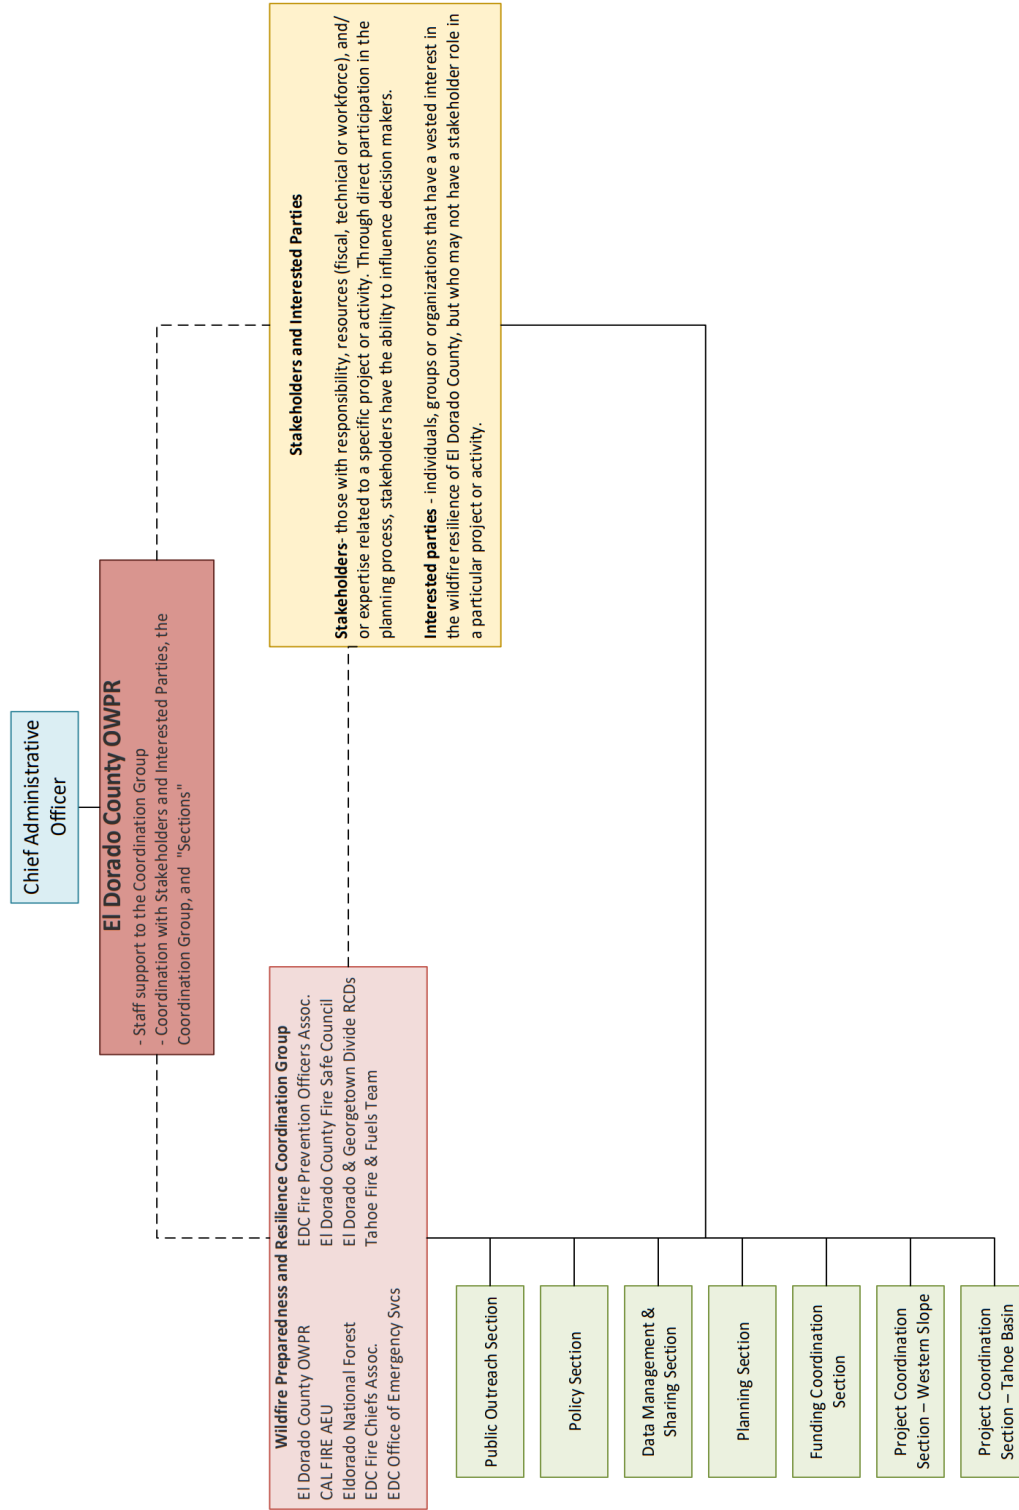 Chief Administrative
Officer
El Dorado County OWPR
- Staff support to the Coordination Group
- Coordination with Stakeholders and Interested Parties, the
Coordination Group, and "Sections"
Wildfire Preparedness and Resilience Coordination Group
El Dorado County OWPR
CAL FIRE AEU
Eldorado National Forest
EDC Fire Chiefs Assoc.
EDC Office of Emergency Svcs
EDC Fire Prevention Officers Assoc.
El Dorado County Fire Safe Council
El Dorado & Georgetown Divide RCDs
Tahoe Fire & Fuels Team
Stakeholders and Interested Parties
Stakeholders- those with responsibility, resources (fiscal, technical or workforce), and/
or expertise related to a specific project or activity. Through direct participation in the
planning process, stakeholders have the ability to influence decision makers.
Interested parties - individuals, groups or organizations that have a vested interest in
the wildfire resilience of El Dorado County, but who may not have a stakeholder role in
a particular project or activity.
Public Outreach Section
Policy Section
Data Management &
Sharing Section
Planning Section
Funding Coordination
Section
Project Coordination
Section – Western Slope
Project Coordination
Section – Tahoe Basin